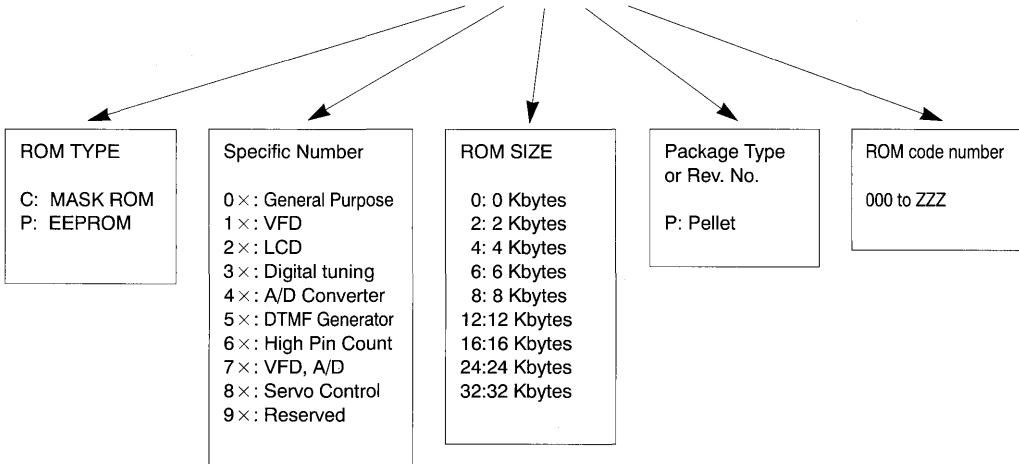 ROM TYPE
C: MASK ROM
P: EEPROM
Specific Number
0×: General Purpose
1×: VFD
2×: LCD
3×: Digital tuning
4×: A/D Converter
5×: DTMF Generator
6×: High Pin Count
7×: VFD, A/D
8×: Servo Control
9×: Reserved
ROM SIZE
0: 0 Kbytes
2: 2 Kbytes
4: 4 Kbytes
6: 6 Kbytes
8: 8 Kbytes
12:12 Kbytes
16:16 Kbytes
24:24 Kbytes
32:32 Kbytes
Package Type
or Rev. No.
P: Pellet
ROM code number
000 to ZZZ